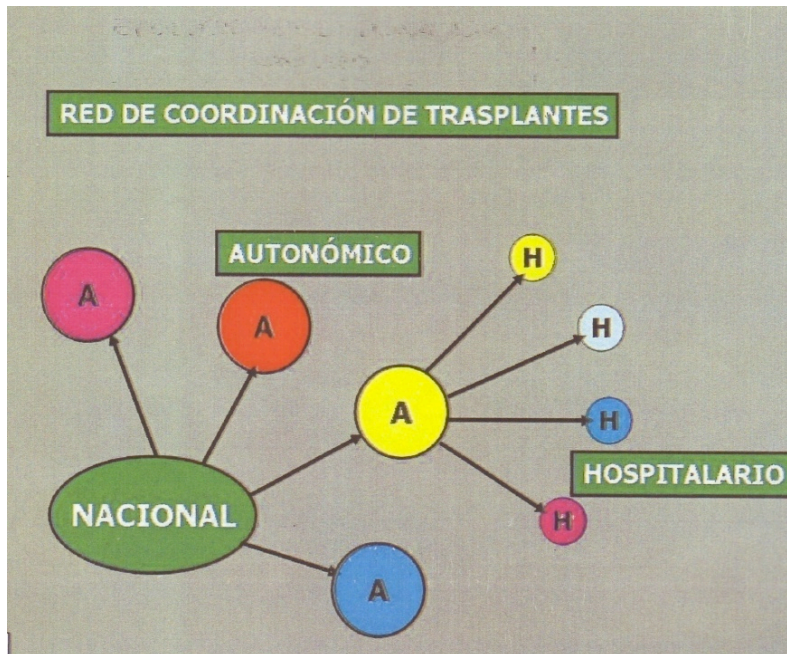 RED DE COORDINACIÓN DE TRASPLANTES
AUTONÓMICO
H
A
A
H
A
H
HOSPITALARIO
NACIONAL
H
A